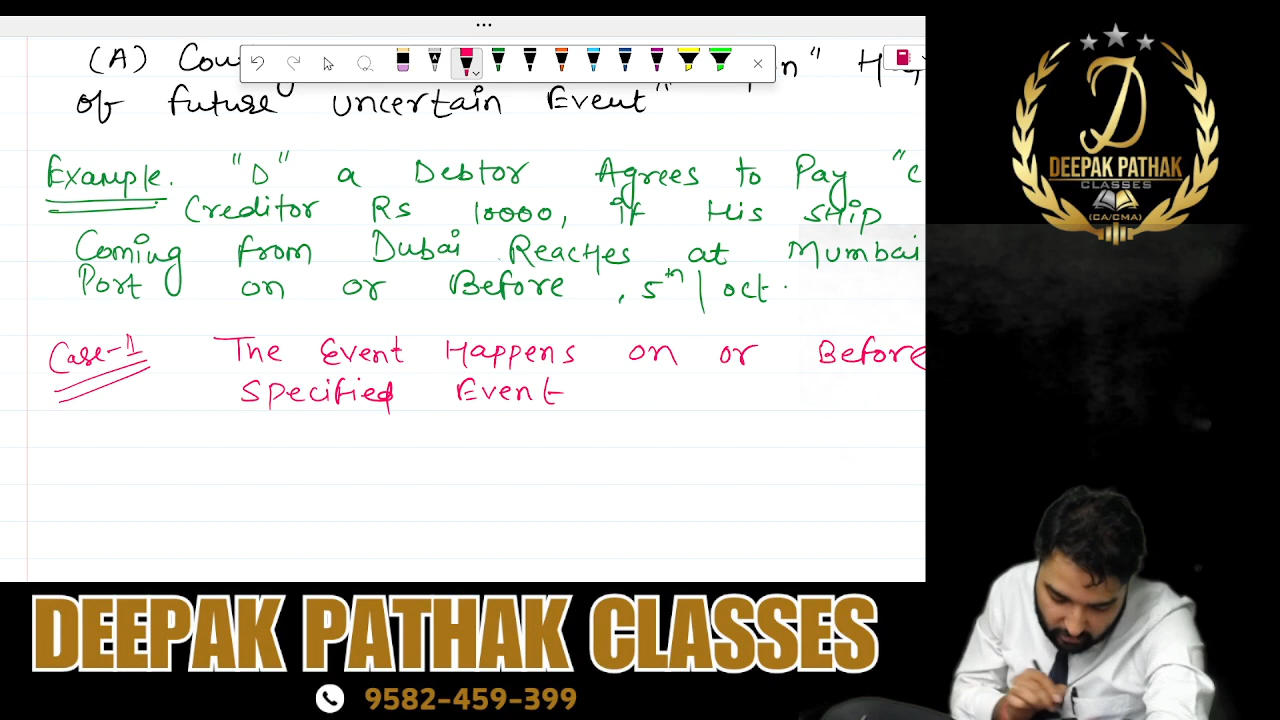 (A)
of future uncertain Event"
Example. "D" a Debtor Agrees to Pay "C
Creditor Rs 10000, if His SHip
Coming from Dubai Reaches at Mumbai
Port on or Before, 5th | oct.
Case-1 The Event Happens on or Before
Specified Event
D
DEEPAK PATHAK
CLASSES
(CA/CMA)
DEEPAK PATHAK CLASSES
9582-459-399